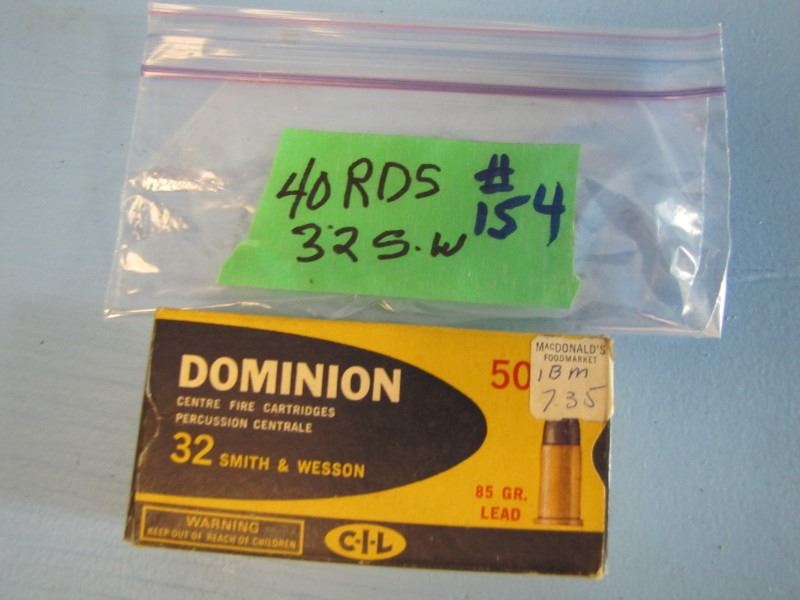 40 RDS #
32 S.W 154
DOMINION
CENTRE FIRE CARTRIDGES
PERCUSSION CENTRALE
32 SMITH & WESSON
50
MACDONALD'S
FOODMARKET
1BM
7.35
85 GR.
LEAD
WARNING
KEEP OUT OF REACH OF CHILDREN
C-I-L